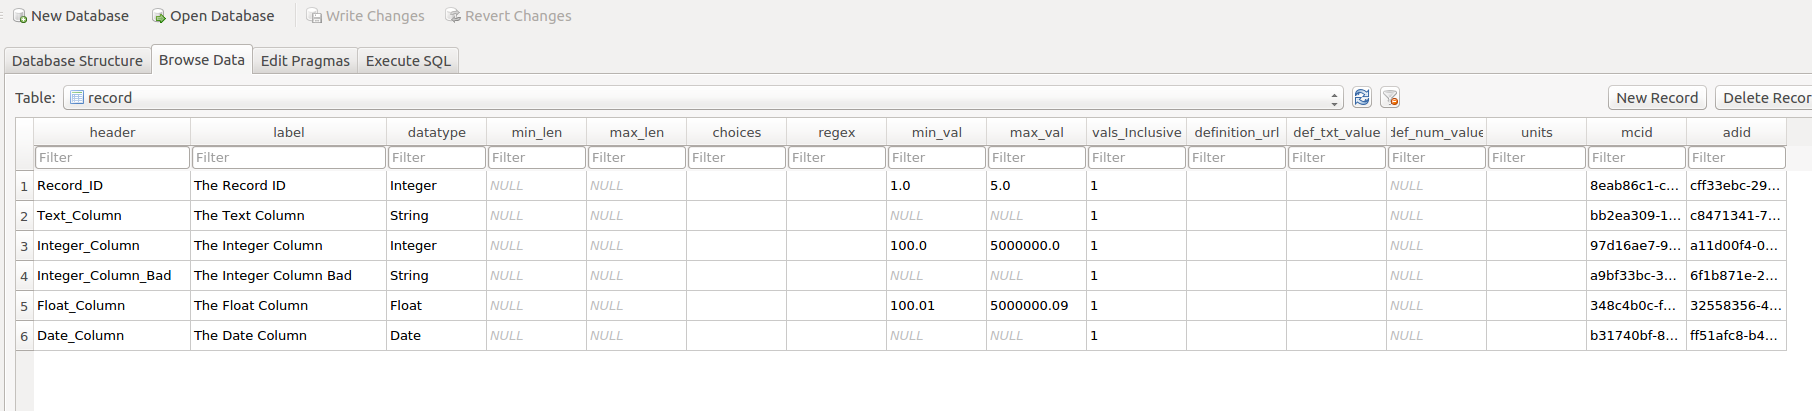 New Database Open Database Write Changes Revert Changes
Database Structure Browse Data Edit Pragmas Execute SQL
Table: record New Record Delete Recor
header label datatype min_len max_len choices regex min_val max_val vals_Inclusive definition_url def_txt_value def_num_value units mcid adid
Filter Filter Filter Filter Filter Filter Filter Filter Filter Filter Filter Filter Filter Filter Filter Filter
1 Record_ID The Record ID Integer NULL NULL 1.0 5.0 1 NULL 8eab86c1-c... cff33ebc-29...
2 Text_Column The Text Column String NULL NULL NULL NULL 1 NULL bb2ea309-1... c8471341-7...
3 Integer_Column The Integer Column Integer NULL NULL 100.0 5000000.0 1 NULL 97d16ae7-9... a11d00f4-0...
4 Integer_Column_Bad The Integer Column Bad String NULL NULL NULL NULL 1 NULL a9bf33bc-3... 6f1b871e-2...
5 Float_Column The Float Column Float NULL NULL 100.01 5000000.09 1 NULL 348c4b0c-f... 32558356-4...
6 Date_Column The Date Column Date NULL NULL NULL NULL 1 NULL b31740bf-8... ff51afc8-b4...